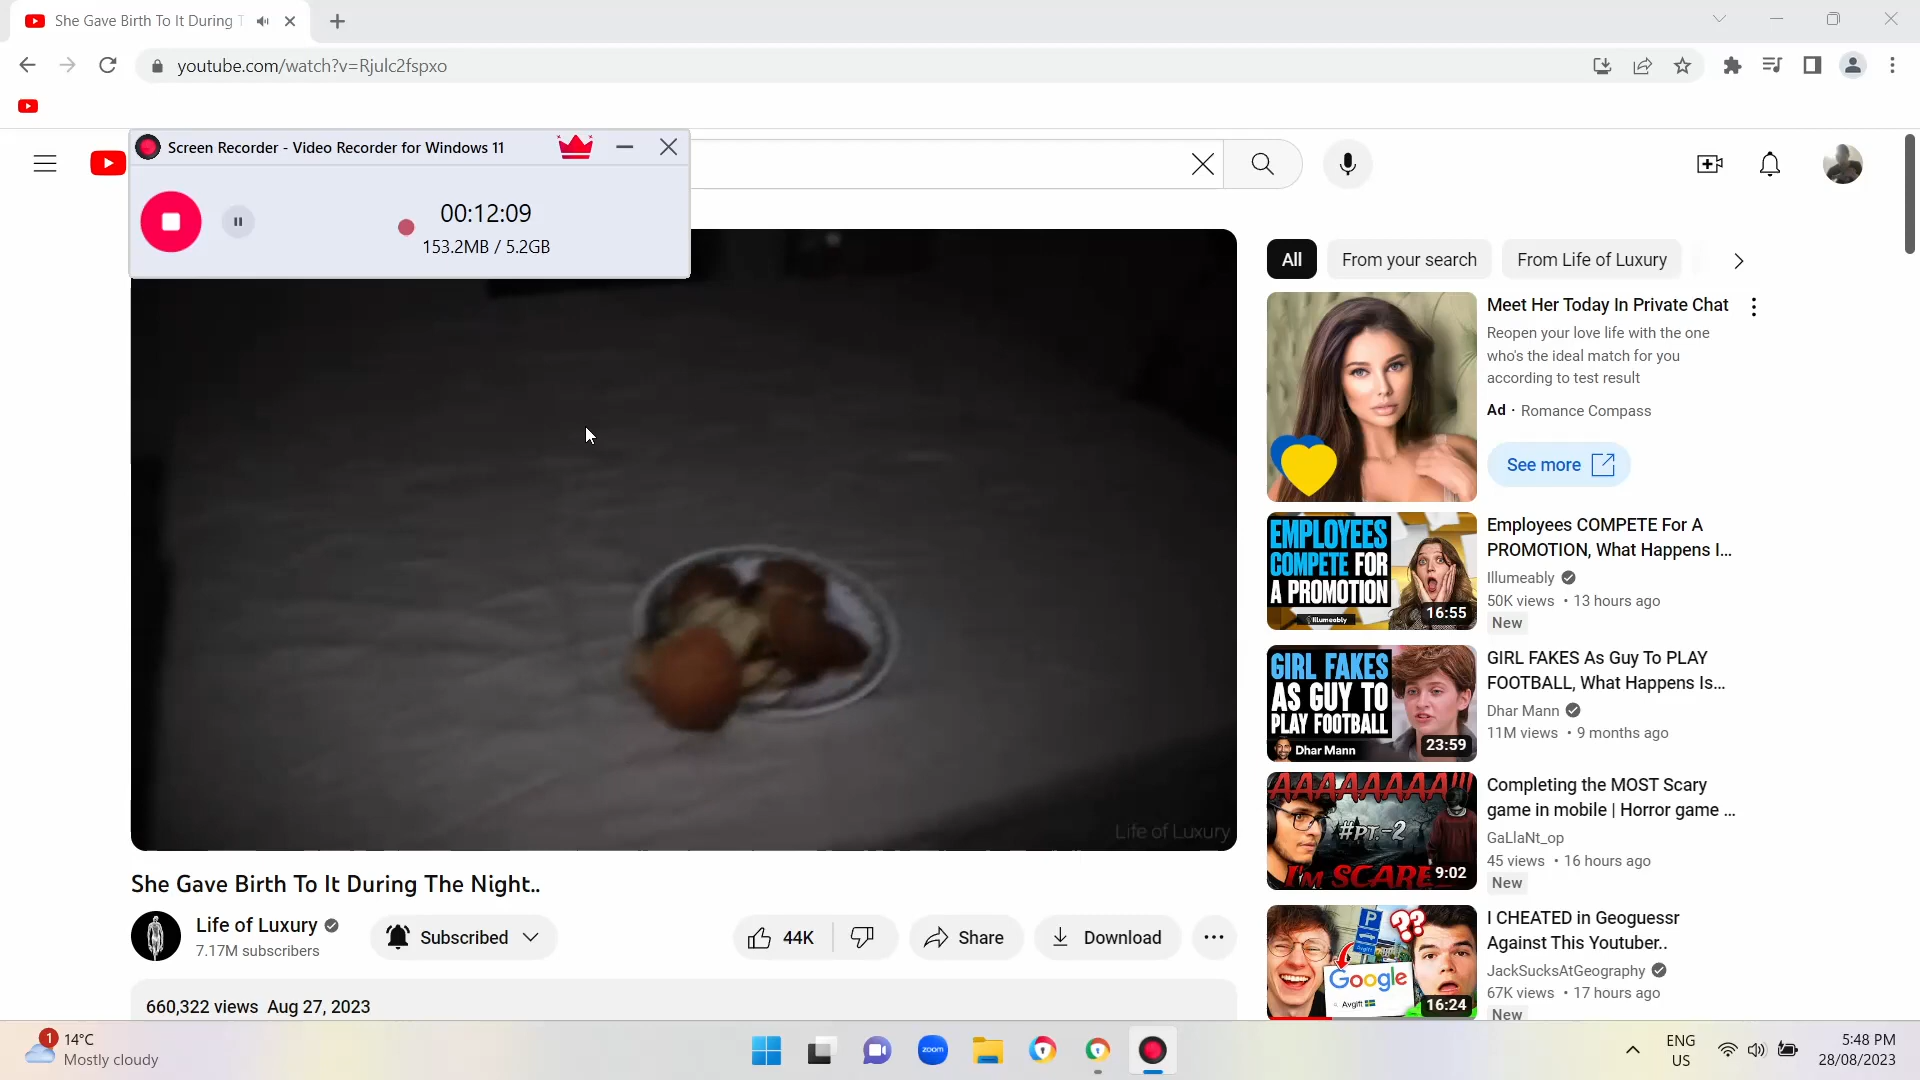 She Gave Birth To It During T
youtube.com/watch?v=Rjulc2fspxo
Screen Recorder - Video Recorder for Windows 11
00:12:09
153.2MB / 5.2GB
All
From your search
From Life of Luxury
Meet Her Today In Private Chat
Reopen your love life with the one
who's the ideal match for you
according to test result
Ad · Romance Compass
See more
EMPLOYEES
COMPETE FOR
A PROMOTION
Illumeably
16:55
Employees COMPETE For A
PROMOTION, What Happens I...
Illumeably
50K views • 13 hours ago
New
GIRL FAKES
AS GUY TO
PLAY FOOTBALL
Dhar Mann
23:59
GIRL FAKES As Guy To PLAY
FOOTBALL, What Happens Is...
Dhar Mann
11M views • 9 months ago
AAAAAAAA!!!
#PT.-2
I'M SCARE
9:02
Completing the MOST Scary
game in mobile | Horror game ...
GaLlaNt_op
45 views • 16 hours ago
New
P
??
Google
Avgift
16:24
I CHEATED in Geoguessr
Against This Youtuber..
JackSucksAtGeography
67K views • 17 hours ago
New
Life of Luxury
She Gave Birth To It During The Night..
Life of Luxury
7.17M subscribers
Subscribed
44K
Share
Download
660,322 views Aug 27, 2023
1
14°C
Mostly cloudy
zoom
ENG
US
5:48 PM
28/08/2023